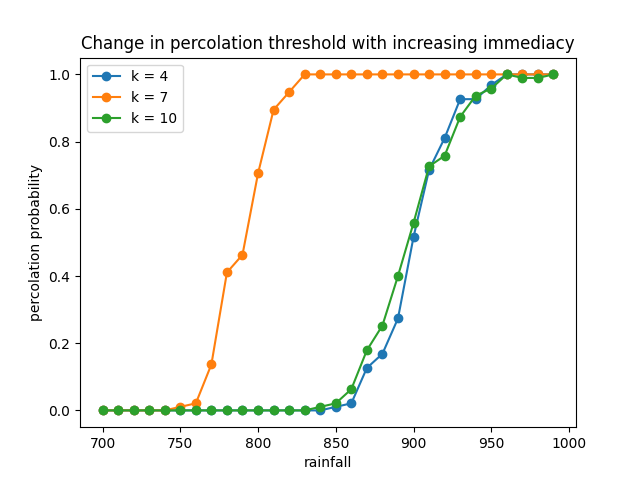 Change in percolation threshold with increasing immediacy
k = 4
k = 7
k = 10
percolation probability
1.0
0.8
0.6
0.4
0.2
0.0
700 750 800 850 900 950 1000
rainfall